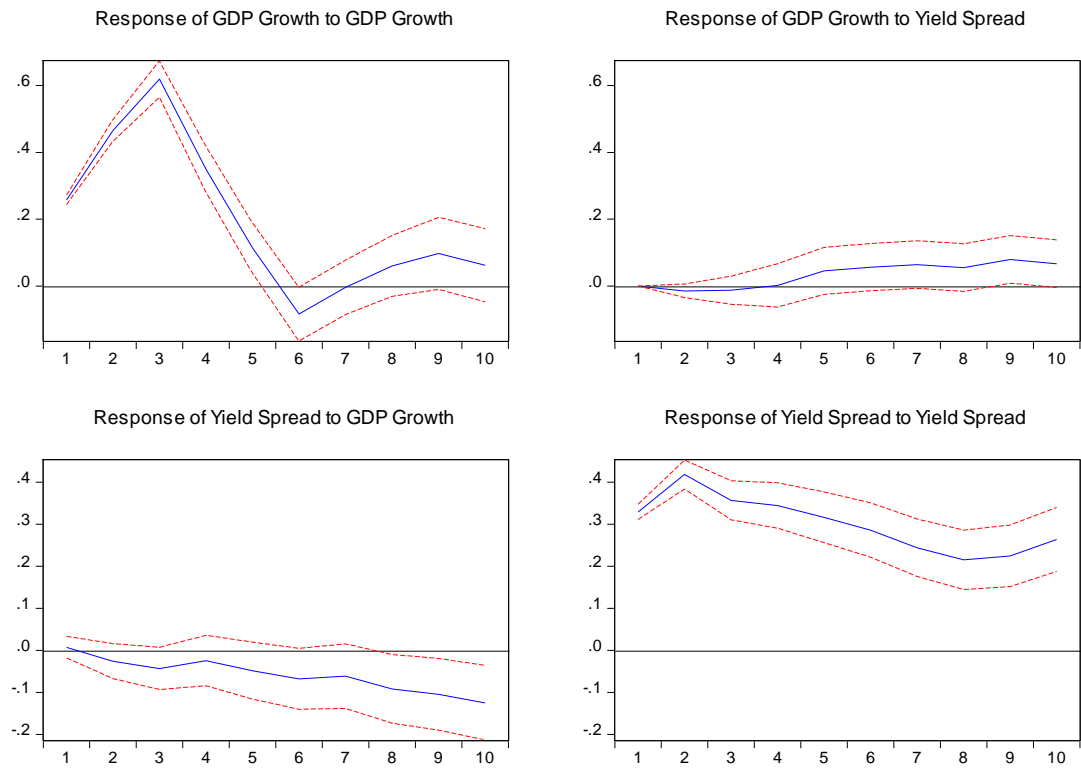 Response of GDP Growth to GDP Growth
.6
.4
.2
.0
1 2 3 4 5 6 7 8 9 10
Response of GDP Growth to Yield Spread
.6
.4
.2
.0
1 2 3 4 5 6 7 8 9 10
Response of Yield Spread to GDP Growth
.4
.3
.2
.1
.0
-.1
-.2
1 2 3 4 5 6 7 8 9 10
Response of Yield Spread to Yield Spread
.4
.3
.2
.1
.0
-.1
-.2
1 2 3 4 5 6 7 8 9 10